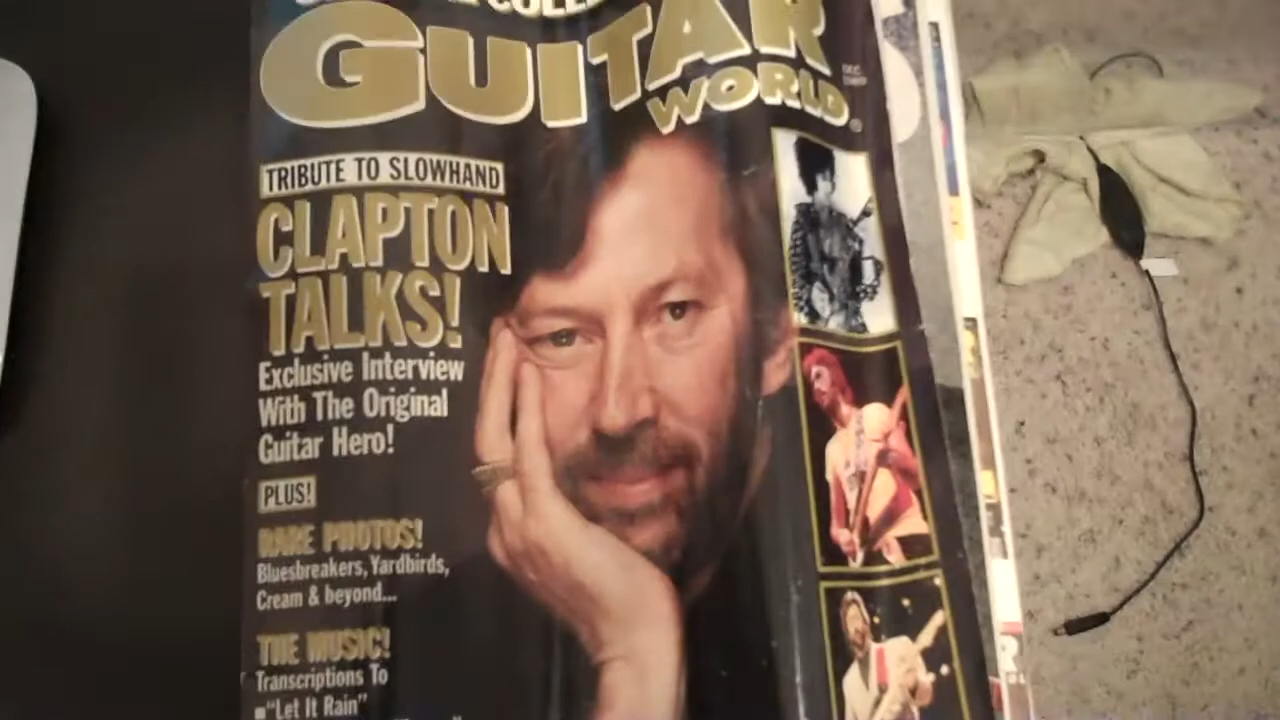 GUITAR
WORLD
TRIBUTE TO SLOWHAND
CLAPTON
TALKS!
Exclusive Interview
With The Original
Guitar Hero!
PLUS!
RARE PHOTOS!
Bluesbreakers, Yardbirds,
Cream & beyond...
THE MUSIC!
Transcriptions To
■"Let It Rain"